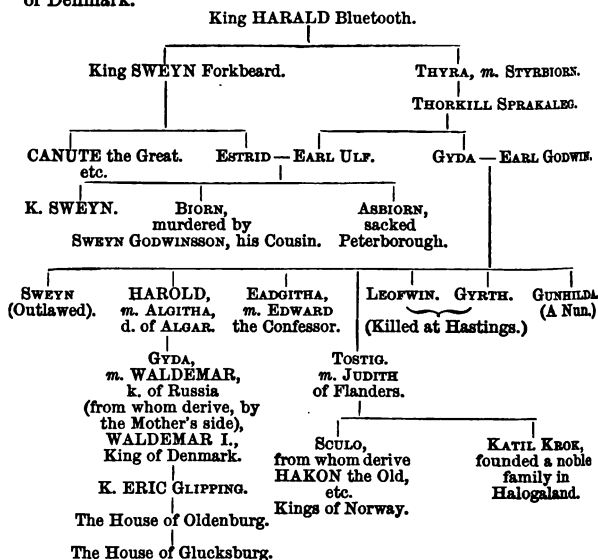 of Denmark.
King HARALD Bluetooth.
King SWEYN Forkbeard.
THYRA, m. STYRBIORN.
THORKILL SPRAKALEG.
CANUTE the Great.
etc.
ESTRID — EARL ULF.
GYDA — EARL GODWIN.
K. SWEYN.
BIORN,
murdered by
SWEYN GODWINSSON, his Cousin.
ASBIORN,
sacked
Peterborough.
SWEYN
(Outlawed).
HAROLD,
m. ALGITHA,
d. of ALGAR.
EADGITHA,
m. EDWARD
the Confessor.
LEOFWIN. GYRTH.
(Killed at Hastings.)
GUNHILDA
(A Nun.)
GYDA,
m. WALDEMAR,
k. of Russia
(from whom derive, by
the Mother's side),
WALDEMAR I.,
King of Denmark.
K. ERIC GLIPPING.
The House of Oldenburg.
The House of Glucksburg.
TOSTIG.
m. JUDITH
of Flanders.
SCULO,
from whom derive
HAKON the Old,
etc.
Kings of Norway.
KATIL KROK,
founded a noble
family in
Halogaland.